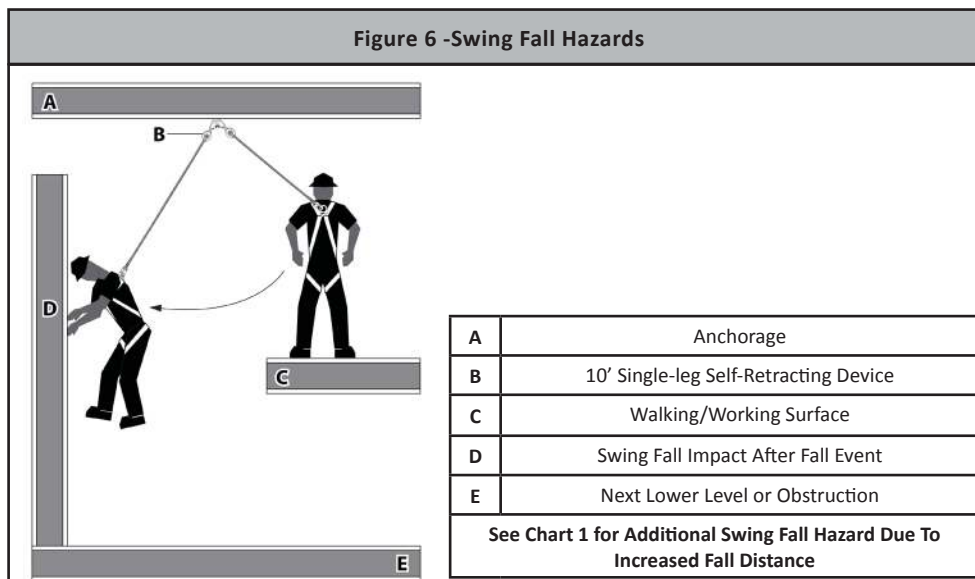 Figure 6 -Swing Fall Hazards
A
B
D
C
E
A Anchorage
B 10' Single-leg Self-Retracting Device
C Walking/Working Surface
D Swing Fall Impact After Fall Event
E Next Lower Level or Obstruction
See Chart 1 for Additional Swing Fall Hazard Due To
Increased Fall Distance